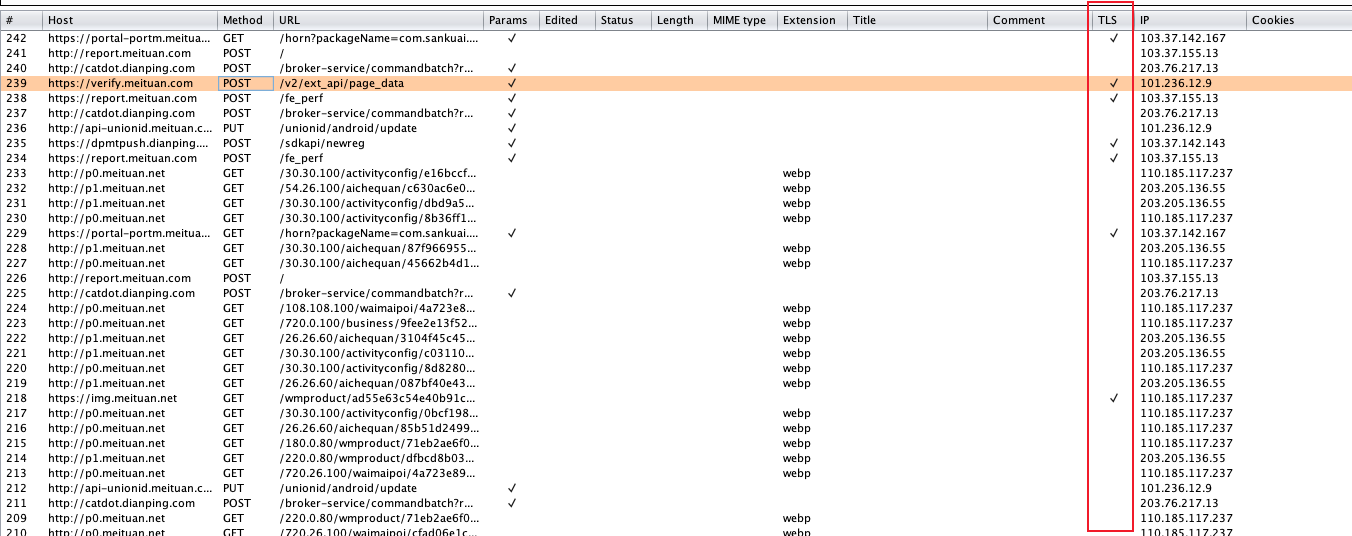 # Host Method URL Params Edited Status Length MIME type Extension Title Comment TLS IP Cookies
242 https://portal-portm.meitua... GET /horn?packageName=com.sankuai.... ✓ ✓ 103.37.142.167
241 http://report.meituan.com POST / 103.37.155.13
240 http://catdot.dianping.com POST /broker-service/commandbatch?r... ✓ 203.76.217.13
239 https://verify.meituan.com POST /v2/ext_api/page_data ✓ ✓ 101.236.12.9
238 https://report.meituan.com POST /fe_perf ✓ ✓ 103.37.155.13
237 http://catdot.dianping.com POST /broker-service/commandbatch?r... ✓ 203.76.217.13
236 http://api-unionid.meituan.c... PUT /unionid/android/update ✓ 101.236.12.9
235 https://dpmtpush.dianping.... POST /sdkapi/newreg ✓ ✓ 103.37.142.143
234 https://report.meituan.com POST /fe_perf ✓ ✓ 103.37.155.13
233 http://p0.meituan.net GET /30.30.100/activityconfig/e16bccf... webp 110.185.117.237
232 http://p1.meituan.net GET /54.26.100/aichequan/c630ac6e0... webp 203.205.136.55
231 http://p1.meituan.net GET /30.30.100/activityconfig/dbd9a5... webp 203.205.136.55
230 http://p0.meituan.net GET /30.30.100/activityconfig/8b36ff1... webp 110.185.117.237
229 https://portal-portm.meitua... GET /horn?packageName=com.sankuai.... ✓ ✓ 103.37.142.167
228 http://p1.meituan.net GET /30.30.100/aichequan/87f966955... webp 203.205.136.55
227 http://p0.meituan.net GET /30.30.100/aichequan/45662b4d1... webp 110.185.117.237
226 http://report.meituan.com POST / 103.37.155.13
225 http://catdot.dianping.com POST /broker-service/commandbatch?r... ✓ 203.76.217.13
224 http://p0.meituan.net GET /108.108.100/waimaipoi/4a723e8... webp 110.185.117.237
223 http://p0.meituan.net GET /720.0.100/business/9fee2e13f52... webp 110.185.117.237
222 http://p1.meituan.net GET /26.26.60/aichequan/3104f45c45... webp 203.205.136.55
221 http://p1.meituan.net GET /30.30.100/activityconfig/c03110... webp 203.205.136.55
220 http://p0.meituan.net GET /30.30.100/activityconfig/8d8280... webp 110.185.117.237
219 http://p1.meituan.net GET /26.26.60/aichequan/087bf40e43... webp 203.205.136.55
218 https://img.meituan.net GET /wmproduct/ad55e63c54e40b91c... ✓ 110.185.117.237
217 http://p0.meituan.net GET /30.30.100/activityconfig/0bcf198... webp 110.185.117.237
216 http://p0.meituan.net GET /26.26.60/aichequan/85b51d2499... webp 110.185.117.237
215 http://p0.meituan.net GET /180.0.80/wmproduct/71eb2ae6f0... webp 110.185.117.237
214 http://p1.meituan.net GET /220.0.80/wmproduct/dfbcd8b03... webp 203.205.136.55
213 http://p0.meituan.net GET /720.26.100/waimaipoi/4a723e89... webp 110.185.117.237
212 http://api-unionid.meituan.c... PUT /unionid/android/update ✓ 101.236.12.9
211 http://catdot.dianping.com POST /broker-service/commandbatch?r... ✓ 203.76.217.13
209 http://p0.meituan.net GET /220.0.80/wmproduct/71eb2ae6f0... webp 110.185.117.237
210 http://p0.meituan.net GET /720.26.100/waimaipoi/cfad06e1c... webp 110.185.117.237